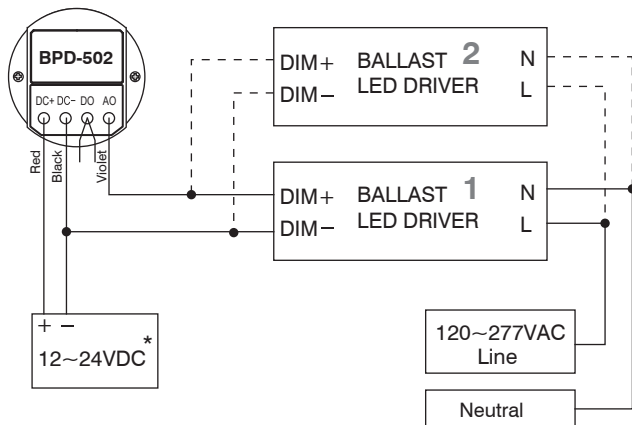 BPD-502
DC+ DC− DO AO
Red
Black
Violet
+ −
12~24VDC *
DIM+ BALLAST 2 N
DIM− LED DRIVER L
DIM+ BALLAST 1 N
DIM− LED DRIVER L
120~277VAC
Line
Neutral